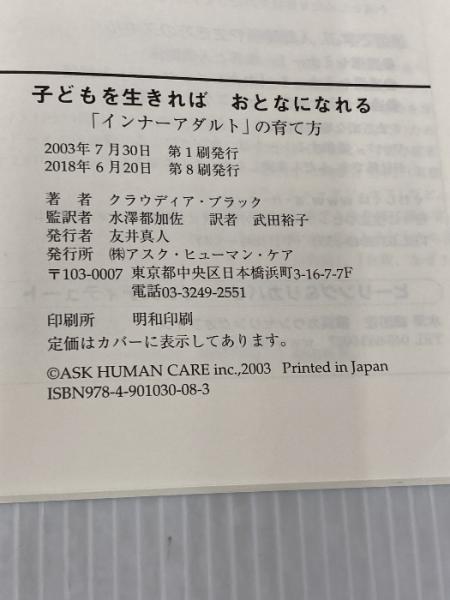 子どもを生きれば おとなになれる
「インナーアダルト」の育て方
2003年7月30日 第1刷発行
2018年6月20日 第8刷発行
著者 クラウディア・ブラック
監訳者 水澤都加佐 訳者 武田裕子
発行者 友井真人
発行所 ㈱アスク・ヒューマン・ケア
〒103-0007 東京都中央区日本橋浜町3-16-7-7F
電話03-3249-2551
印刷所 明和印刷
定価はカバーに表示してあります。
©ASK HUMAN CARE inc.,2003 Printed in Japan
ISBN978-4-901030-08-3